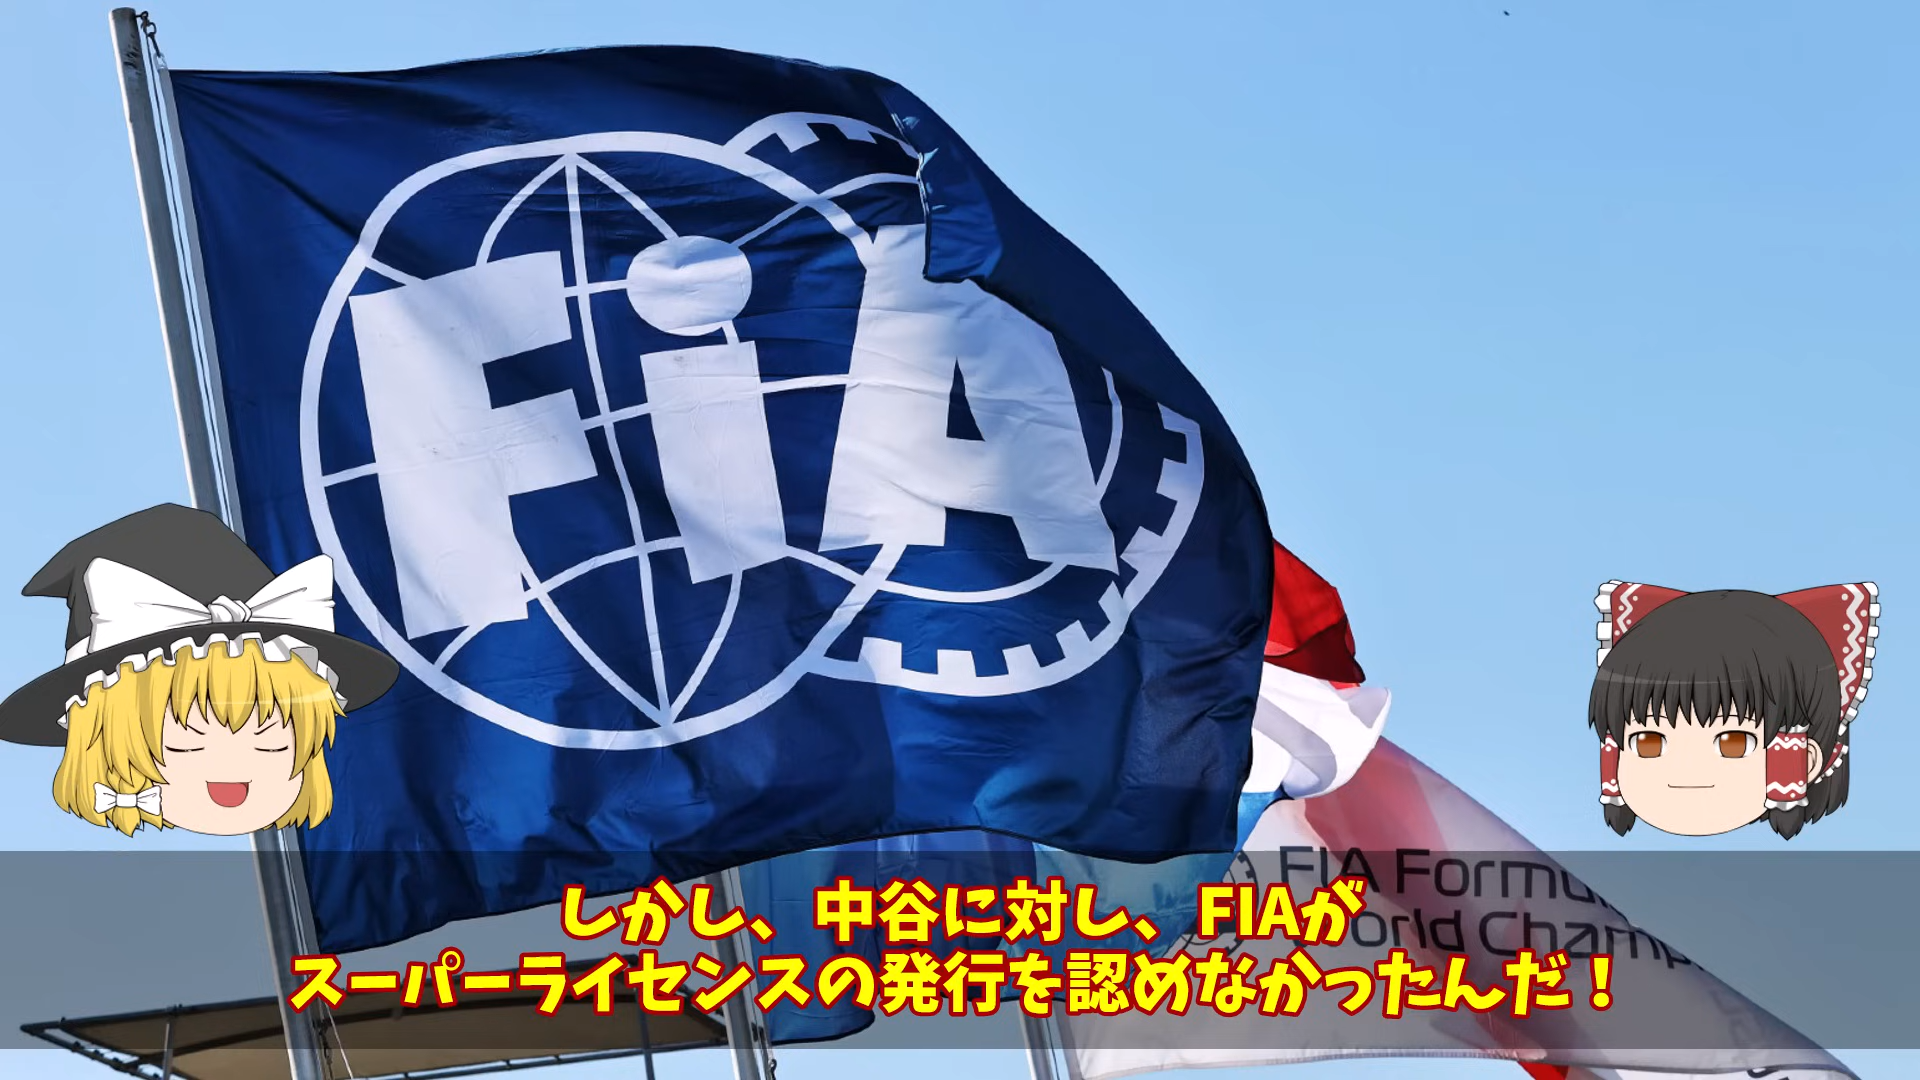 FiA
FIA Formu
orld Champ
しかし、中谷に対し、FIAが
スーパーライセンスの発行を認めなかったんだ！